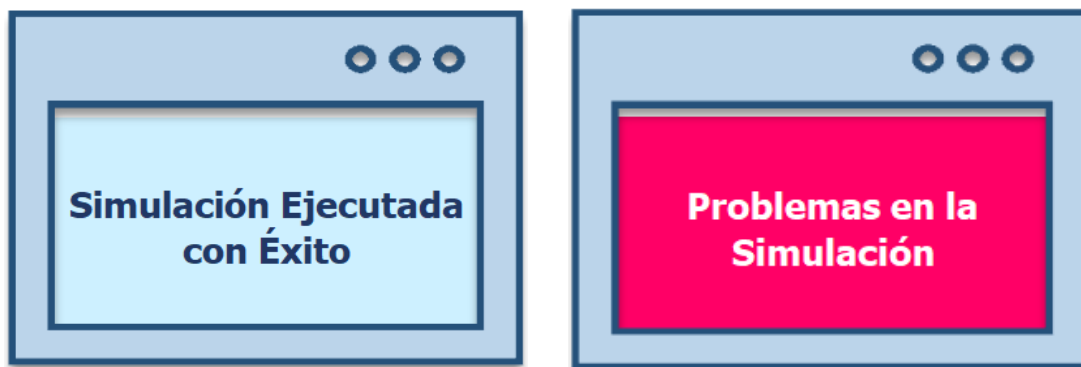 Simulación Ejecutada
con Éxito
Problemas en la
Simulación